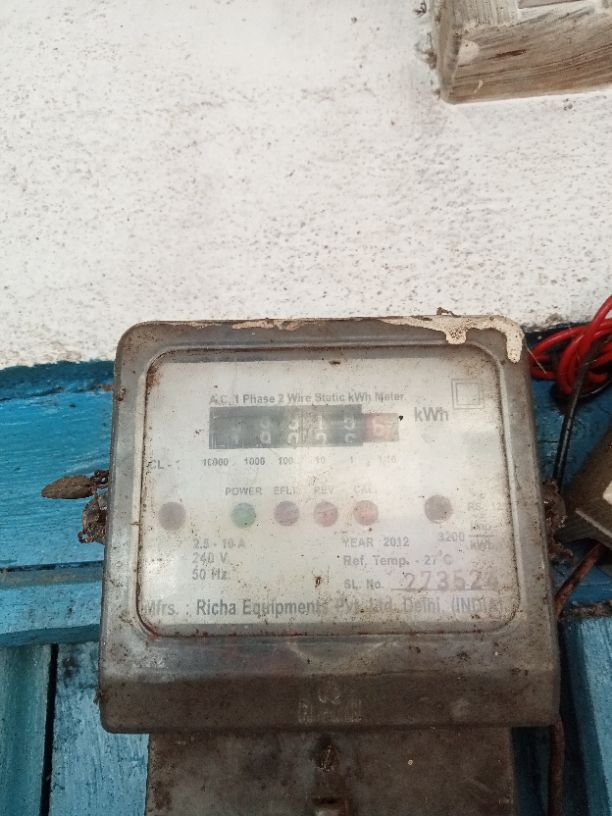 A.C. 1 Phase 2 Wire Static kWh Meter
kWh
CL -
10000 1000 100 10 1 1/10
POWER EFLT REV CAL
2.5 - 10 A YEAR 2012 3200
240 V Ref. Temp. - 27°C
50 Hz SL. No. 273524
Mfrs. : Richa Equipments Pvt. Ltd. Delhi. (INDIA)